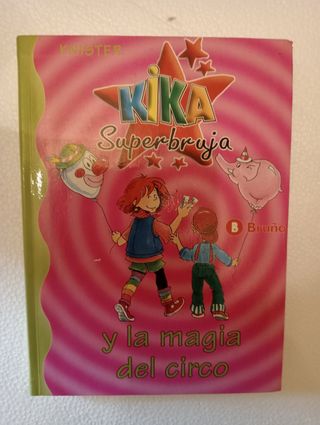 KNISTER
KiKA
Superbruja
B Bruño
y la magia
del circo